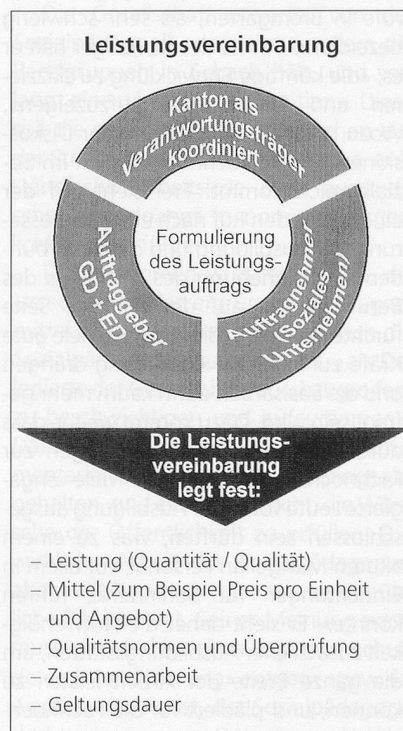 Leistungsvereinbarung
Kanton als
Verantwortungsträger
koordiniert
Formulierung
des Leistungs-
auftrags
Auftraggeber
GD + ED
Auftragnehmer
(Soziales
Unternehmen)
Die Leistungs-
vereinbarung
legt fest:
– Leistung (Quantität / Qualität)
– Mittel (zum Beispiel Preis pro Einheit
und Angebot)
– Qualitätsnormen und Überprüfung
– Zusammenarbeit
– Geltungsdauer